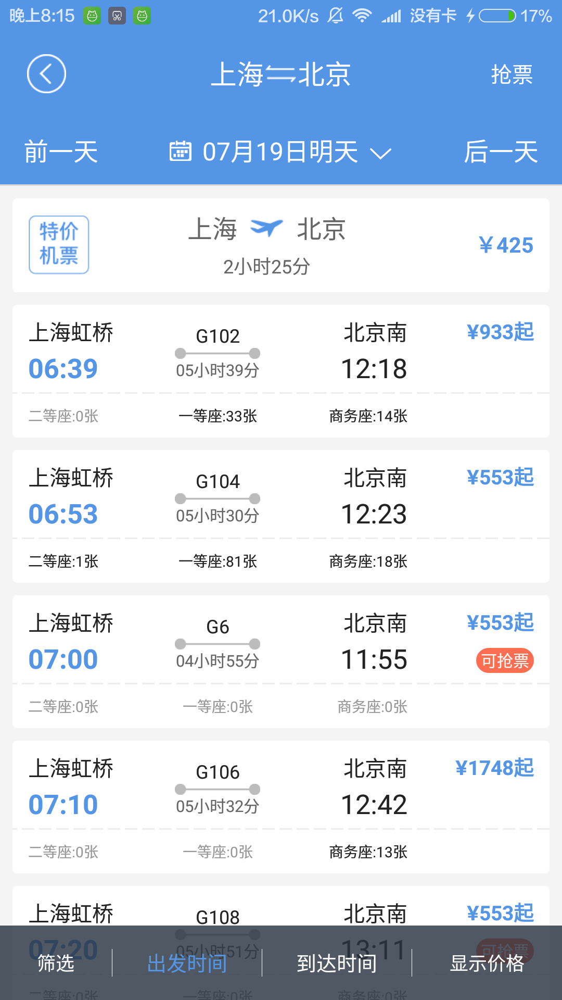 晚上8:15 21.0K/s 没有卡 17%
上海 北京 抢票
前一天 07月19日明天 后一天
特价机票 上海 北京 ¥425
2小时25分
上海虹桥 G102 北京南 ¥933起
06:39 05小时39分 12:18
二等座:0张 一等座:33张 商务座:14张
上海虹桥 G104 北京南 ¥553起
06:53 05小时30分 12:23
二等座:1张 一等座:81张 商务座:18张
上海虹桥 G6 北京南 ¥553起
07:00 04小时55分 11:55 可抢票
二等座:0张 一等座:0张 商务座:0张
上海虹桥 G106 北京南 ¥1748起
07:10 05小时32分 12:42
二等座:0张 一等座:0张 商务座:13张
上海虹桥 G108 北京南 ¥553起
07:20 05小时51分 13:11 可抢票
筛选 出发时间 到达时间 显示价格
二等座:0张 一等座:0张 商务座:0张